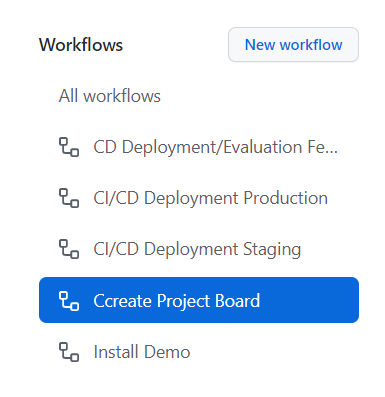 Workflows
New workflow
All workflows
CD Deployment/Evaluation Fe...
CI/CD Deployment Production
CI/CD Deployment Staging
Ccreate Project Board
Install Demo